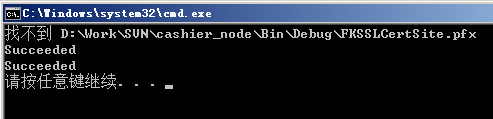 C:\Windows\system32\cmd.exe
找不到 D:\Work\SVN\cashier_node\Bin\Debug\FKSSLCertSite.pfx
Succeeded
Succeeded
请按任意键继续. . .